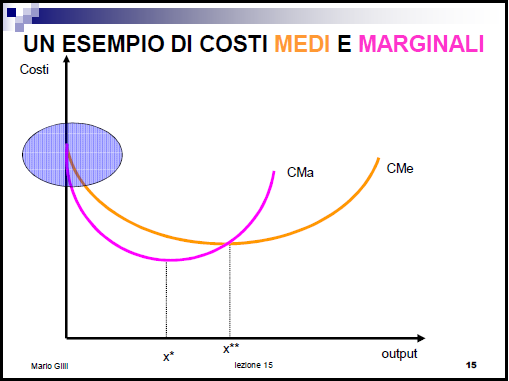 UN ESEMPIO DI COSTI MEDI E MARGINALI
Costi
CMa
CMe
x*
x**
output
Mario Gilli
lezione 15
15